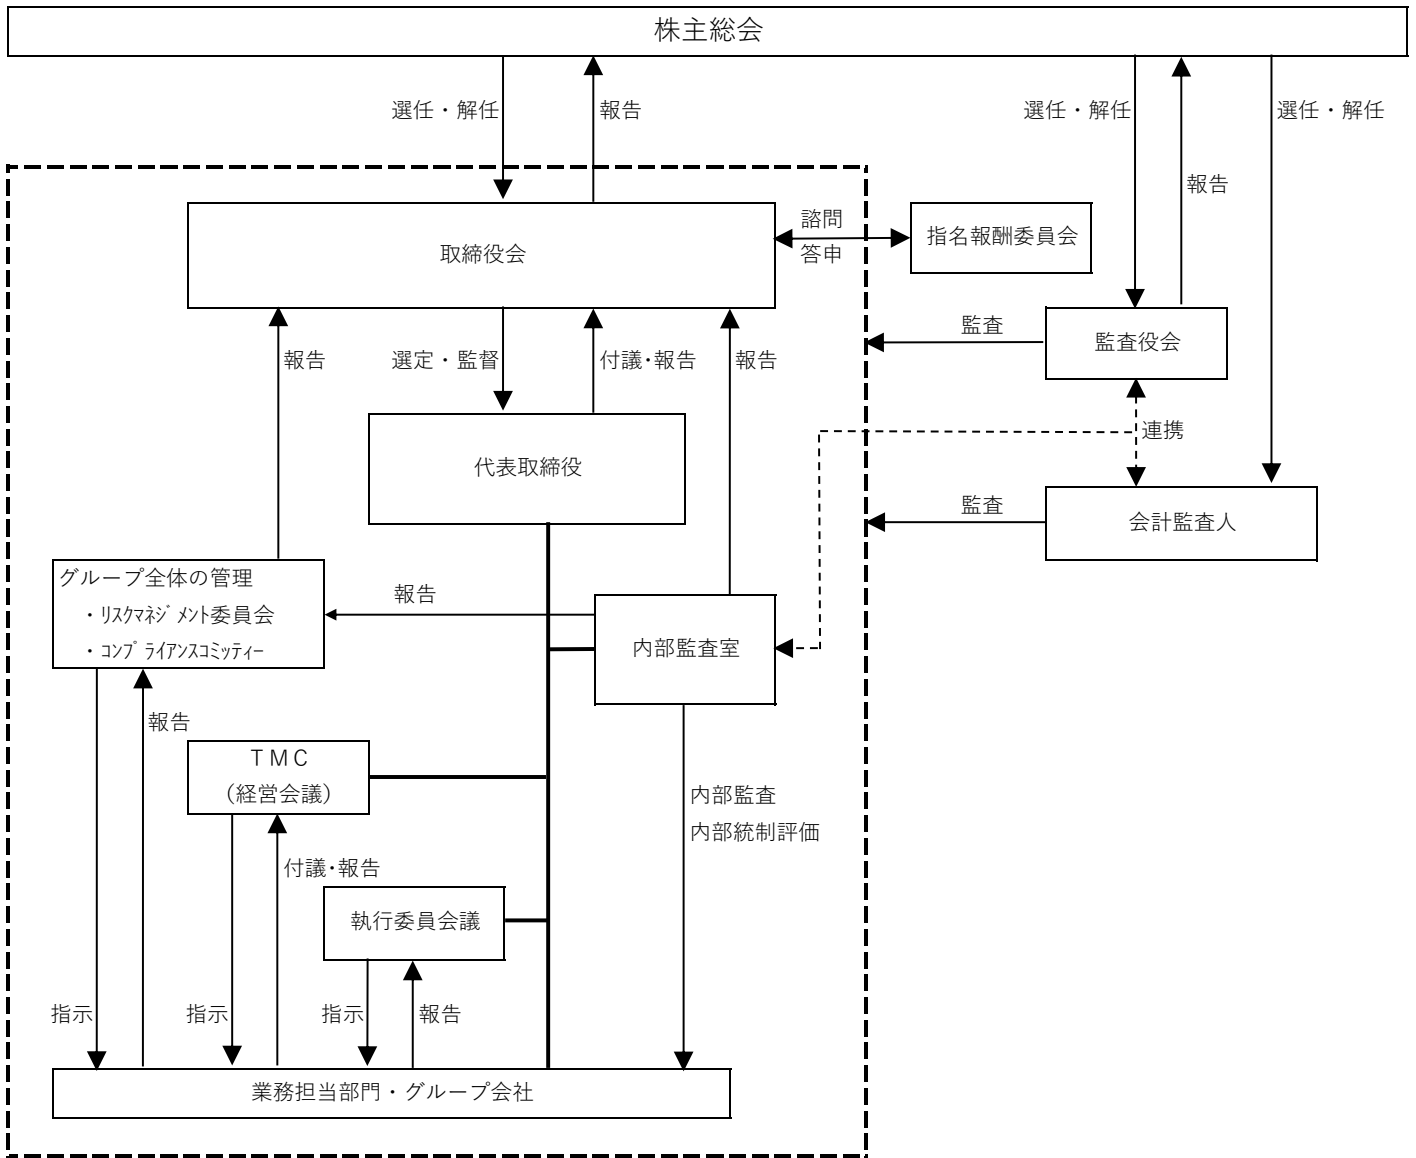 株主総会
選任・解任
報告
選任・解任
選任・解任
報告
取締役会
諮問
答申
指名報酬委員会
監査
監査役会
報告
選定・監督
付議･報告
報告
代表取締役
連携
監査
会計監査人
グループ全体の管理
・ﾘｽｸﾏﾈｼﾞﾒﾝﾄ委員会
・ｺﾝﾌﾟﾗｲｱﾝｽｺﾐｯﾃｨｰ
報告
内部監査室
報告
ＴＭＣ
（経営会議）
内部監査
内部統制評価
付議･報告
執行委員会議
指示
指示
指示
報告
業務担当部門・グループ会社